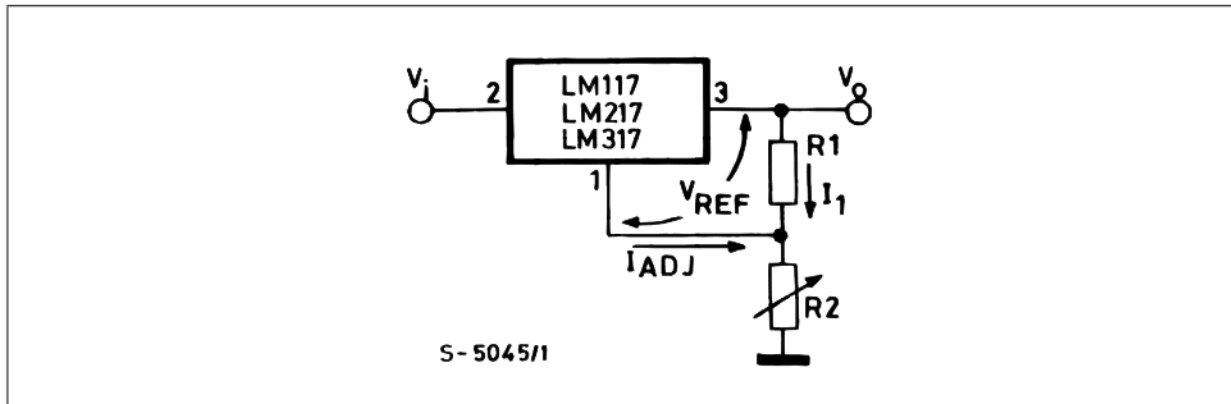 Vi
2
LM117
LM217
LM317
3
Vo
1
VREF
R1
I1
IADJ
R2
S-5045/1